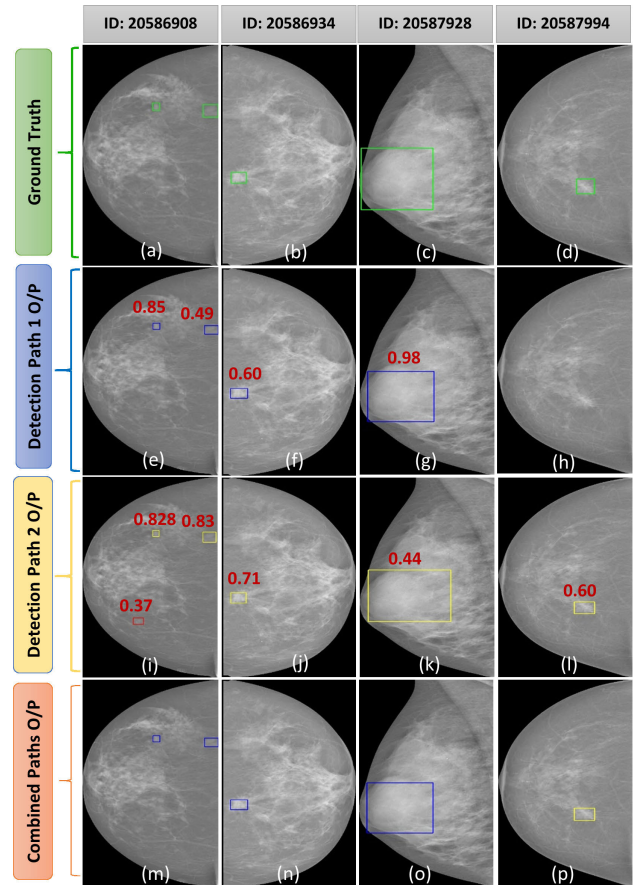 ID: 20586908
ID: 20586934
ID: 20587928
ID: 20587994
Ground Truth
(a)
(b)
(c)
(d)
Detection Path 1 O/P
0.85
0.49
0.60
0.98
(e)
(f)
(g)
(h)
Detection Path 2 O/P
0.828
0.83
0.37
0.71
0.44
0.60
(i)
(j)
(k)
(l)
Combined Paths O/P
(m)
(n)
(o)
(p)